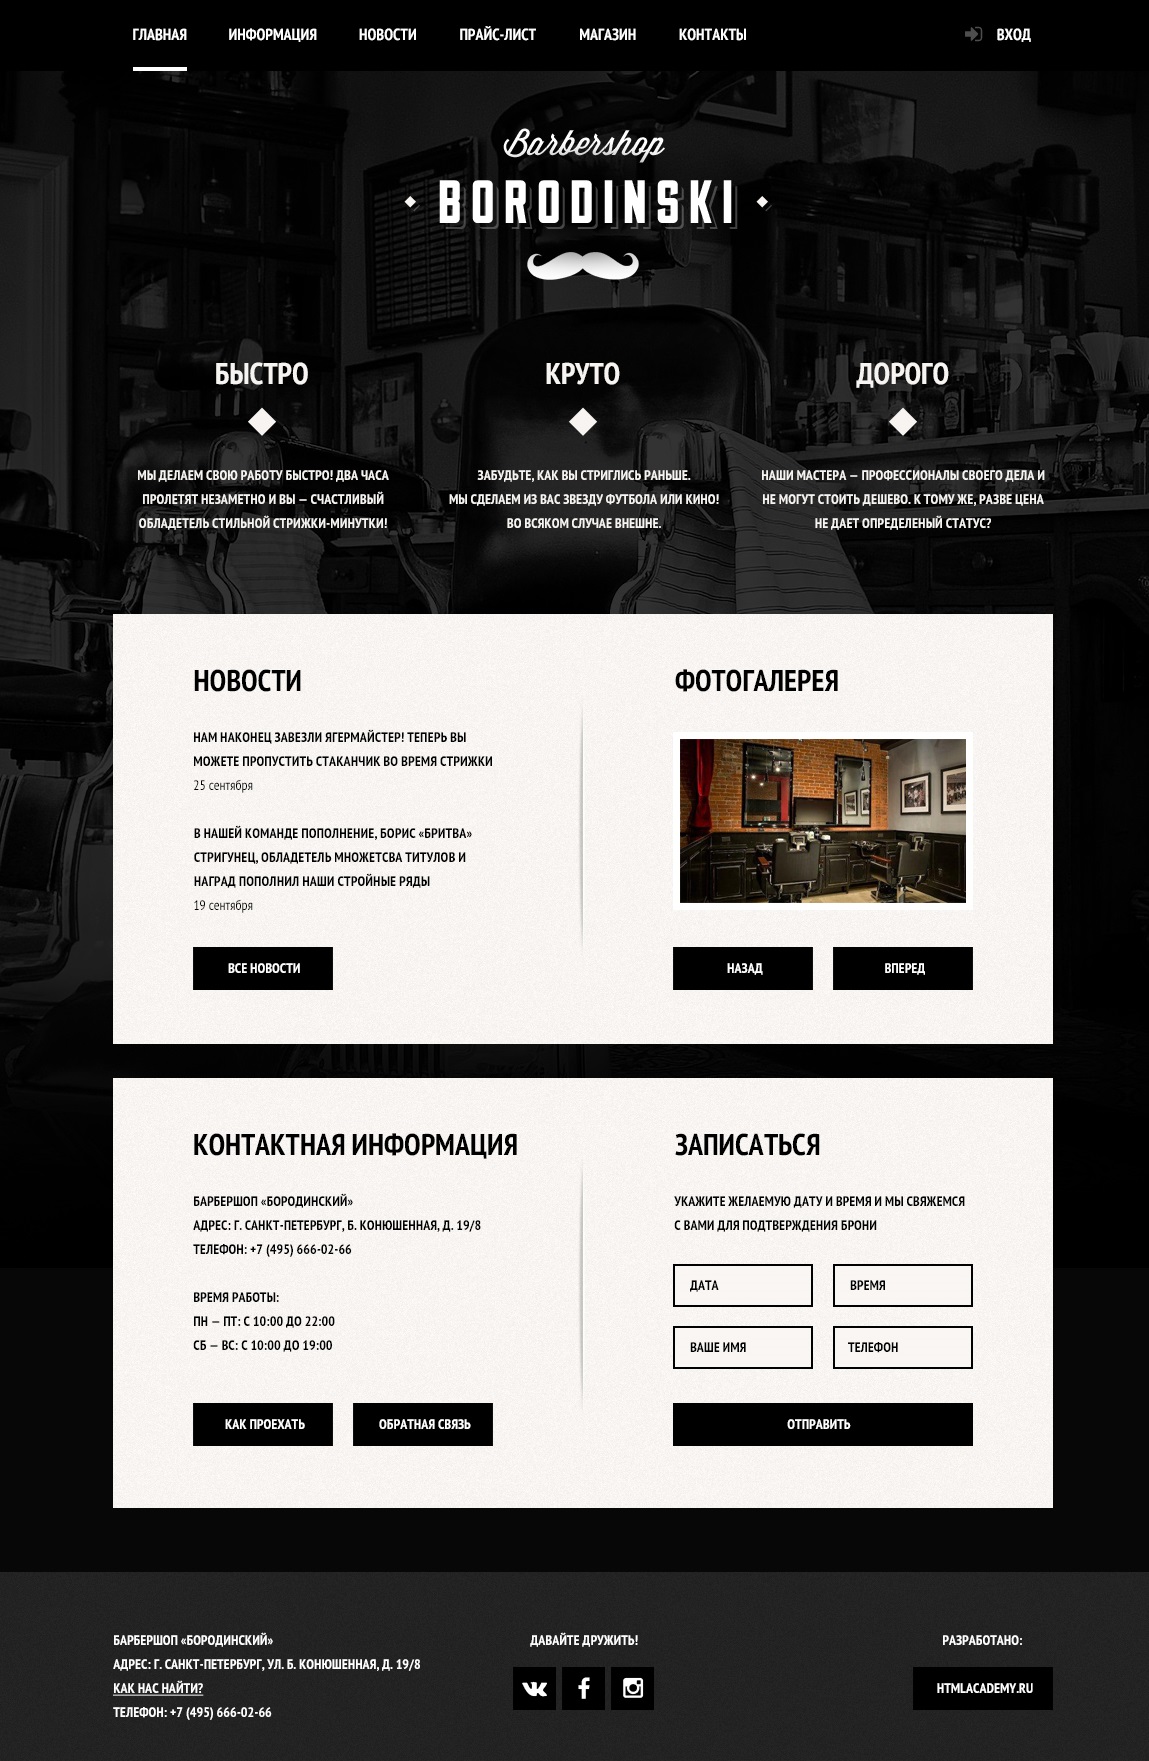 ГЛАВНАЯ ИНФОРМАЦИЯ НОВОСТИ ПРАЙС-ЛИСТ МАГАЗИН КОНТАКТЫ ВХОД
Barbershop
BORODINSKI
БЫСТРО
МЫ ДЕЛАЕМ СВОЮ РАБОТУ БЫСТРО! ДВА ЧАСА
ПРОЛЕТЯТ НЕЗАМЕТНО И ВЫ — СЧАСТЛИВЫЙ
ОБЛАДЕТЕЛЬ СТИЛЬНОЙ СТРИЖКИ-МИНУТКИ!
КРУТО
ЗАБУДЬТЕ, КАК ВЫ СТРИГЛИСЬ РАНЬШЕ.
МЫ СДЕЛАЕМ ИЗ ВАС ЗВЕЗДУ ФУТБОЛА ИЛИ КИНО!
ВО ВСЯКОМ СЛУЧАЕ ВНЕШНЕ.
ДОРОГО
НАШИ МАСТЕРА — ПРОФЕССИОНАЛЫ СВОЕГО ДЕЛА И
НЕ МОГУТ СТОИТЬ ДЕШЕВО. К ТОМУ ЖЕ, РАЗВЕ ЦЕНА
НЕ ДАЕТ ОПРЕДЕЛЕНЫЙ СТАТУС?
НОВОСТИ
НАМ НАКОНЕЦ ЗАВЕЗЛИ ЯГЕРМАЙСТЕР! ТЕПЕРЬ ВЫ
МОЖЕТЕ ПРОПУСТИТЬ СТАКАНЧИК ВО ВРЕМЯ СТРИЖКИ
25 сентября
В НАШЕЙ КОМАНДЕ ПОПОЛНЕНИЕ, БОРИС «БРИТВА»
СТРИГУНЕЦ, ОБЛАДЕТЕЛЬ МНОЖЕТСВА ТИТУЛОВ И
НАГРАД ПОПОЛНИЛ НАШИ СТРОЙНЫЕ РЯДЫ
19 сентября
ВСЕ НОВОСТИ
ФОТОГАЛЕРЕЯ
НАЗАД ВПЕРЕД
КОНТАКТНАЯ ИНФОРМАЦИЯ
БАРБЕРШОП «БОРОДИНСКИЙ»
АДРЕС: Г. САНКТ-ПЕТЕРБУРГ, Б. КОНЮШЕННАЯ, Д. 19/8
ТЕЛЕФОН: +7 (495) 666-02-66
ВРЕМЯ РАБОТЫ:
ПН — ПТ: С 10:00 ДО 22:00
СБ — ВС: С 10:00 ДО 19:00
КАК ПРОЕХАТЬ ОБРАТНАЯ СВЯЗЬ
ЗАПИСАТЬСЯ
УКАЖИТЕ ЖЕЛАЕМУЮ ДАТУ И ВРЕМЯ И МЫ СВЯЖЕМСЯ
С ВАМИ ДЛЯ ПОДТВЕРЖДЕНИЯ БРОНИ
ДАТА ВРЕМЯ
ВАШЕ ИМЯ ТЕЛЕФОН
ОТПРАВИТЬ
БАРБЕРШОП «БОРОДИНСКИЙ»
АДРЕС: Г. САНКТ-ПЕТЕРБУРГ, УЛ. Б. КОНЮШЕННАЯ, Д. 19/8
КАК НАС НАЙТИ?
ТЕЛЕФОН: +7 (495) 666-02-66
ДАВАЙТЕ ДРУЖИТЬ!
РАЗРАБОТАНО:
HTMLACADEMY.RU